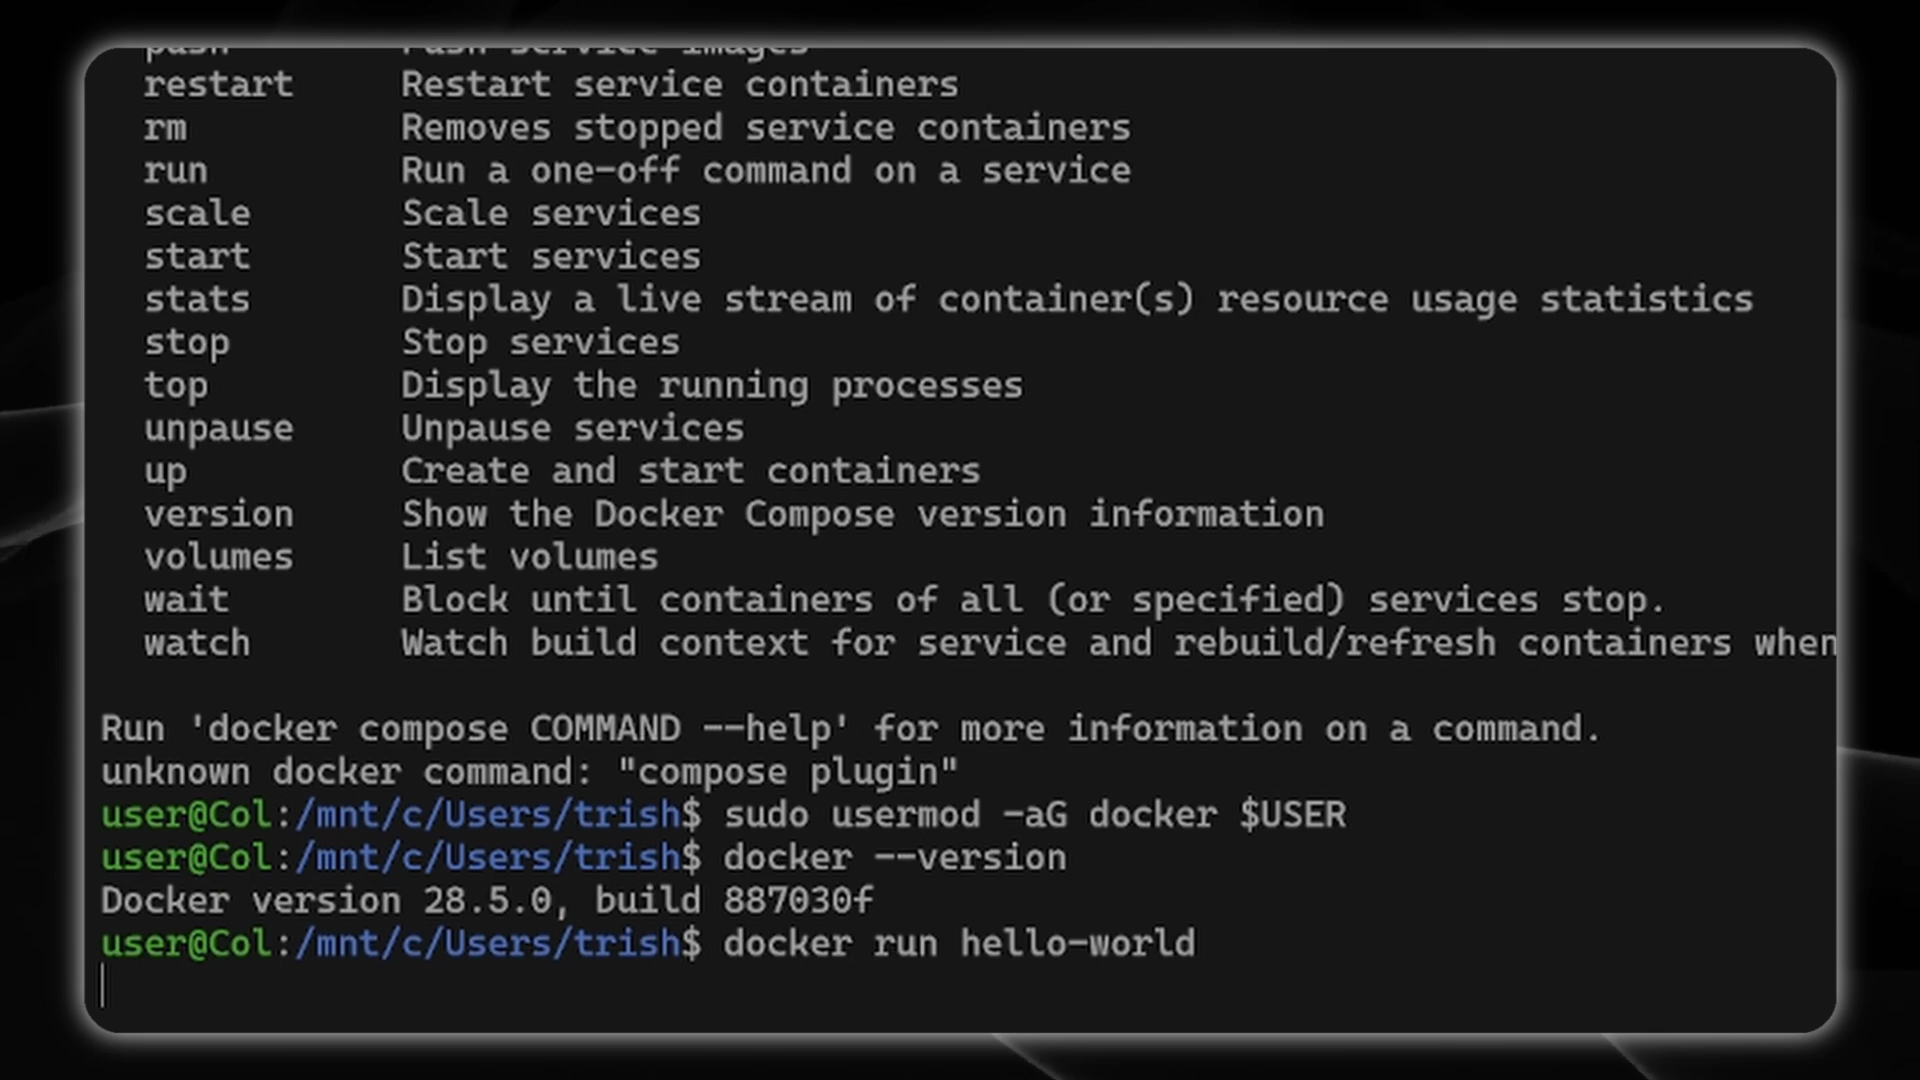 push        Push service images
restart     Restart service containers
rm          Removes stopped service containers
run         Run a one-off command on a service
scale       Scale services
start       Start services
stats       Display a live stream of container(s) resource usage statistics
stop        Stop services
top         Display the running processes
unpause     Unpause services
up          Create and start containers
version     Show the Docker Compose version information
volumes     List volumes
wait        Block until containers of all (or specified) services stop.
watch       Watch build context for service and rebuild/refresh containers when
Run 'docker compose COMMAND --help' for more information on a command.
unknown docker command: "compose plugin"
user@Col:/mnt/c/Users/trish$ sudo usermod -aG docker $USER
user@Col:/mnt/c/Users/trish$ docker --version
Docker version 28.5.0, build 887030f
user@Col:/mnt/c/Users/trish$ docker run hello-world